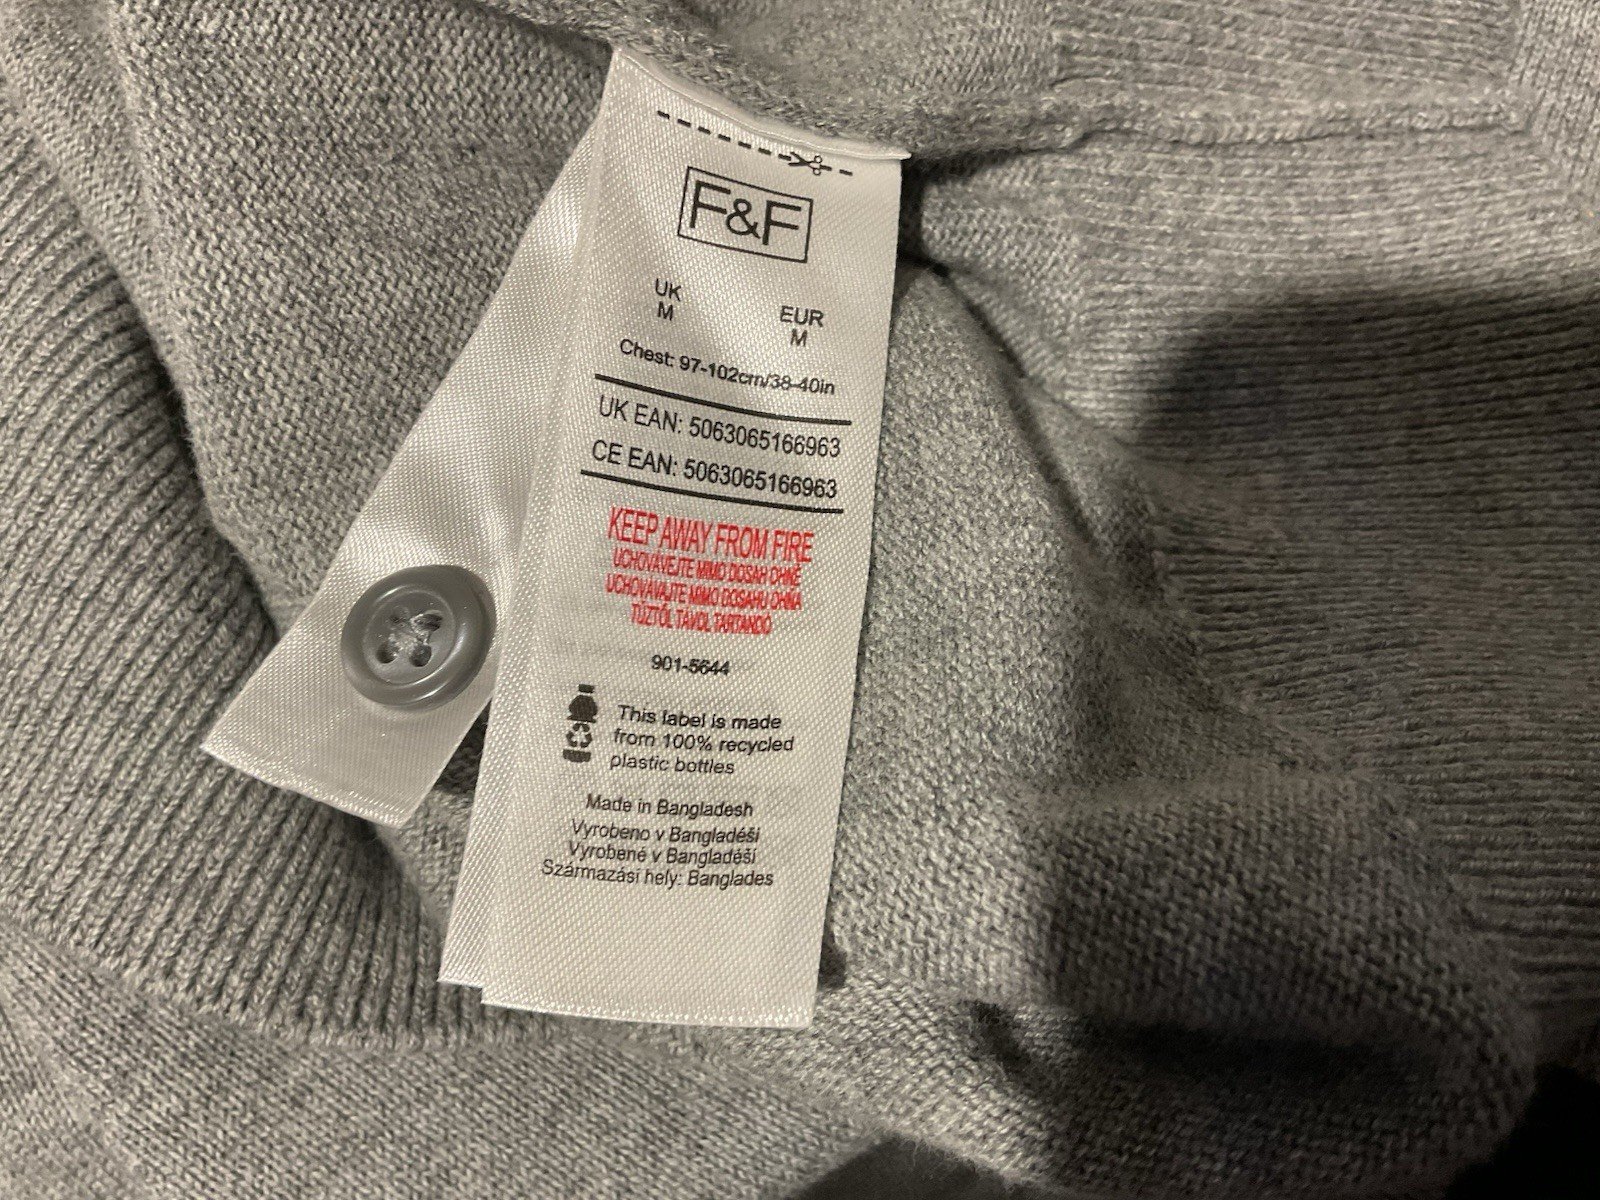 F&F
UK
M
EUR
M
Chest: 97-102cm/38-40in
UK EAN: 5063065166963
CE EAN: 5063065166963
KEEP AWAY FROM FIRE
UCHOVÁVEJTE MIMO DOSAH OHNĚ
UCHOVÁVAJTE MIMO DOSAHU OHŇA
TŰZTŐL TÁVOL TARTANDÓ
901-5644
This label is made
from 100% recycled
plastic bottles
Made in Bangladesh
Vyrobeno v Bangladéši
Vyrobené v Bangladéši
Származási hely: Banglades